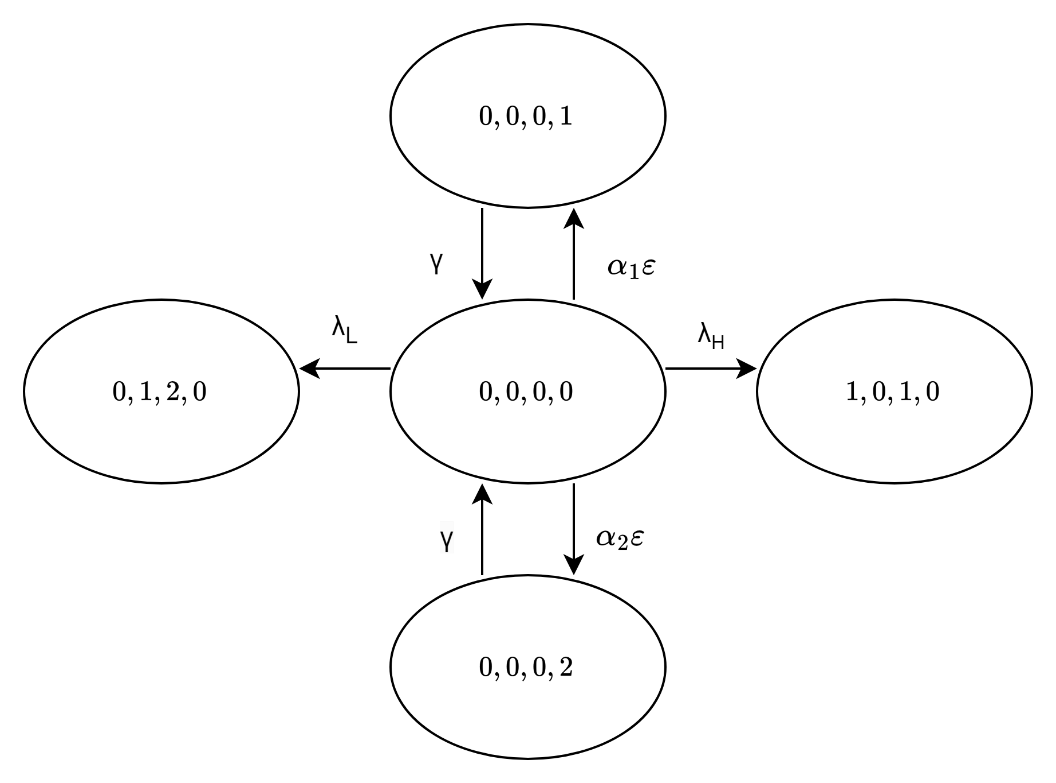 0, 0, 0, 1
γ
α₁ε
λL
λH
0, 1, 2, 0
0, 0, 0, 0
1, 0, 1, 0
γ
α₂ε
0, 0, 0, 2